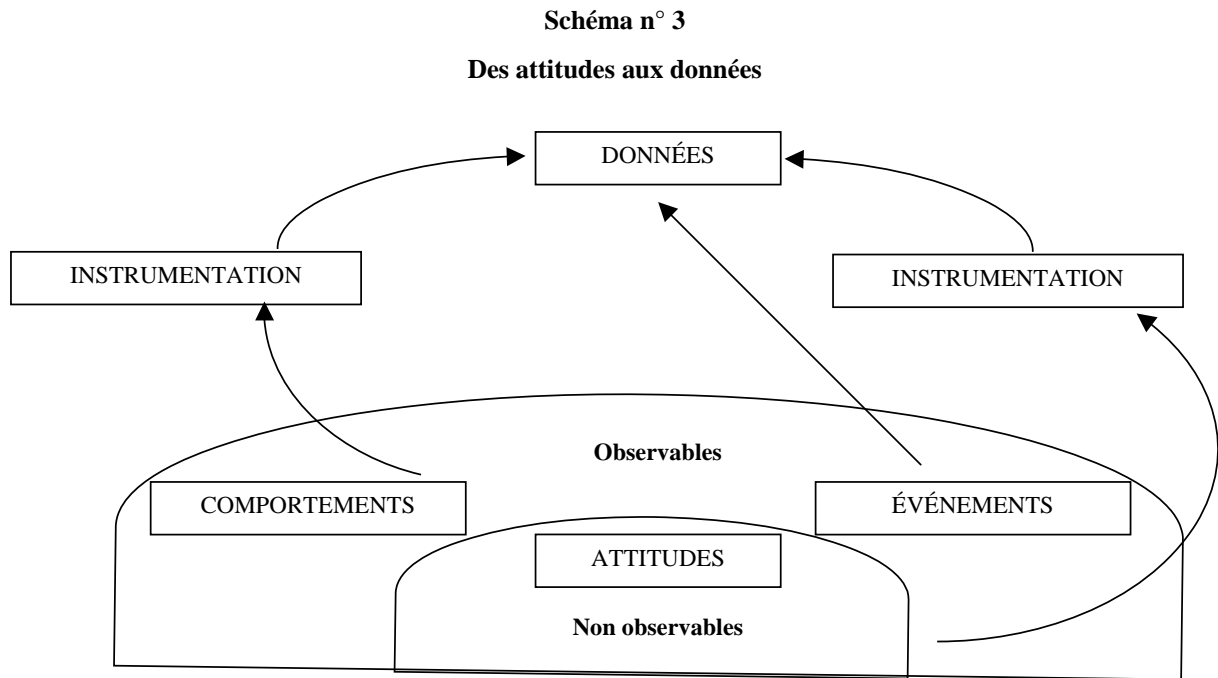 Schéma n° 3
Des attitudes aux données
DONNÉES
INSTRUMENTATION
INSTRUMENTATION
Observables
COMPORTEMENTS
ÉVÉNEMENTS
ATTITUDES
Non observables